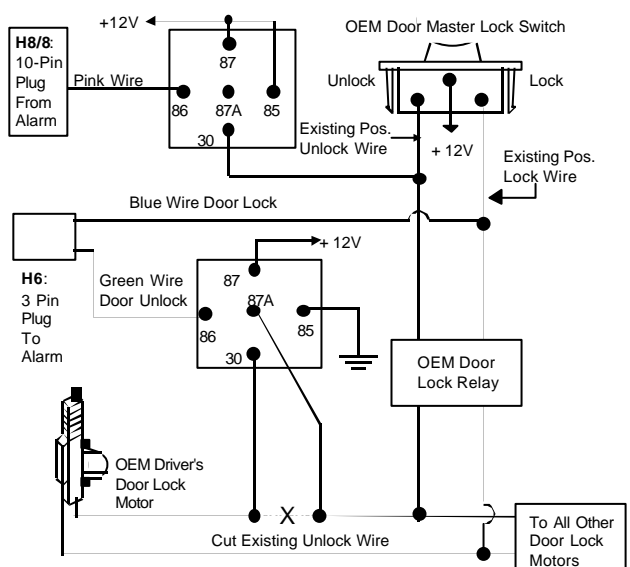 +12V
OEM Door Master Lock Switch
H8/8:
10-Pin
Plug
From
Alarm
Pink Wire
87
86
87A
85
30
Unlock
Lock
Existing Pos.
Unlock Wire
+ 12V
Existing Pos.
Lock Wire
Blue Wire Door Lock
+ 12V
H6:
3 Pin
Plug
To
Alarm
Green Wire
Door Unlock
87
87A
86
85
30
OEM Door
Lock Relay
OEM Driver's
Door Lock
Motor
X
Cut Existing Unlock Wire
To All Other
Door Lock
Motors